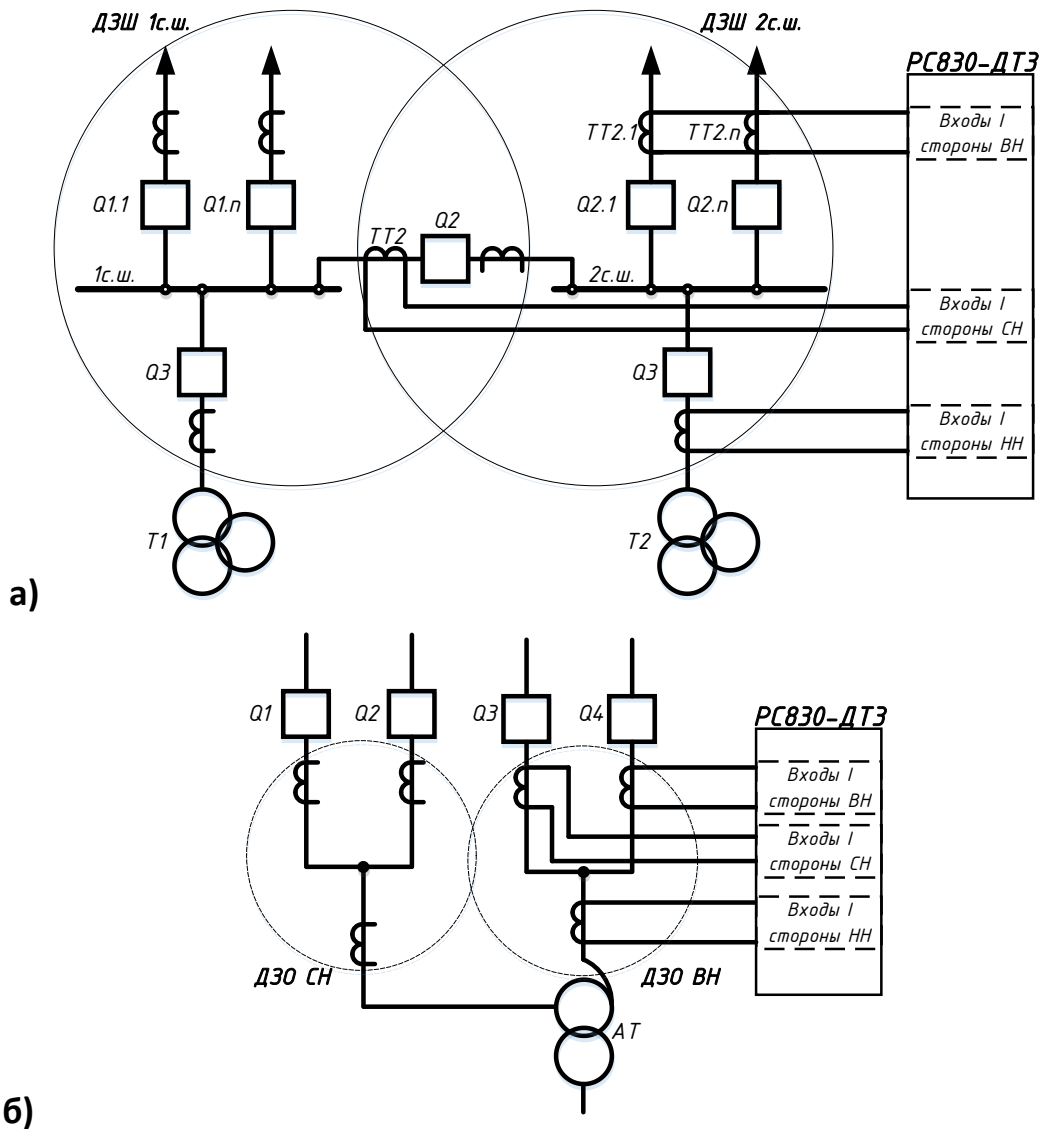 ДЗШ 1с.ш.
ДЗШ 2с.ш.
РС830-ДТЗ
Входы I
стороны ВН
ТТ2.1
ТТ2.п
Q1.1
Q1.п
Q2.1
Q2.п
ТТ2
Q2
1с.ш.
2с.ш.
Входы I
стороны СН
Q3
Q3
Входы I
стороны НН
Т1
Т2
а)
Q1
Q2
Q3
Q4
РС830-ДТЗ
Входы I
стороны ВН
Входы I
стороны СН
Входы I
стороны НН
ДЗО СН
ДЗО ВН
АТ
б)